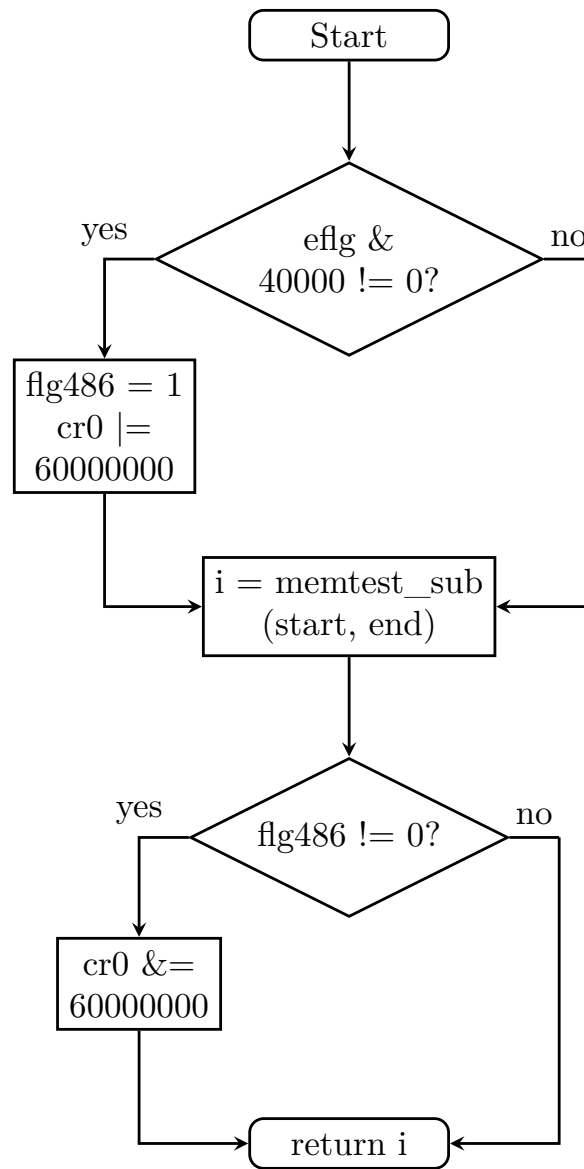 Start
eflg &
40000 != 0?
yes
no
flg486 = 1
cr0 |=
60000000
i = memtest_sub
(start, end)
flg486 != 0?
yes
no
cr0 &=
60000000
return i